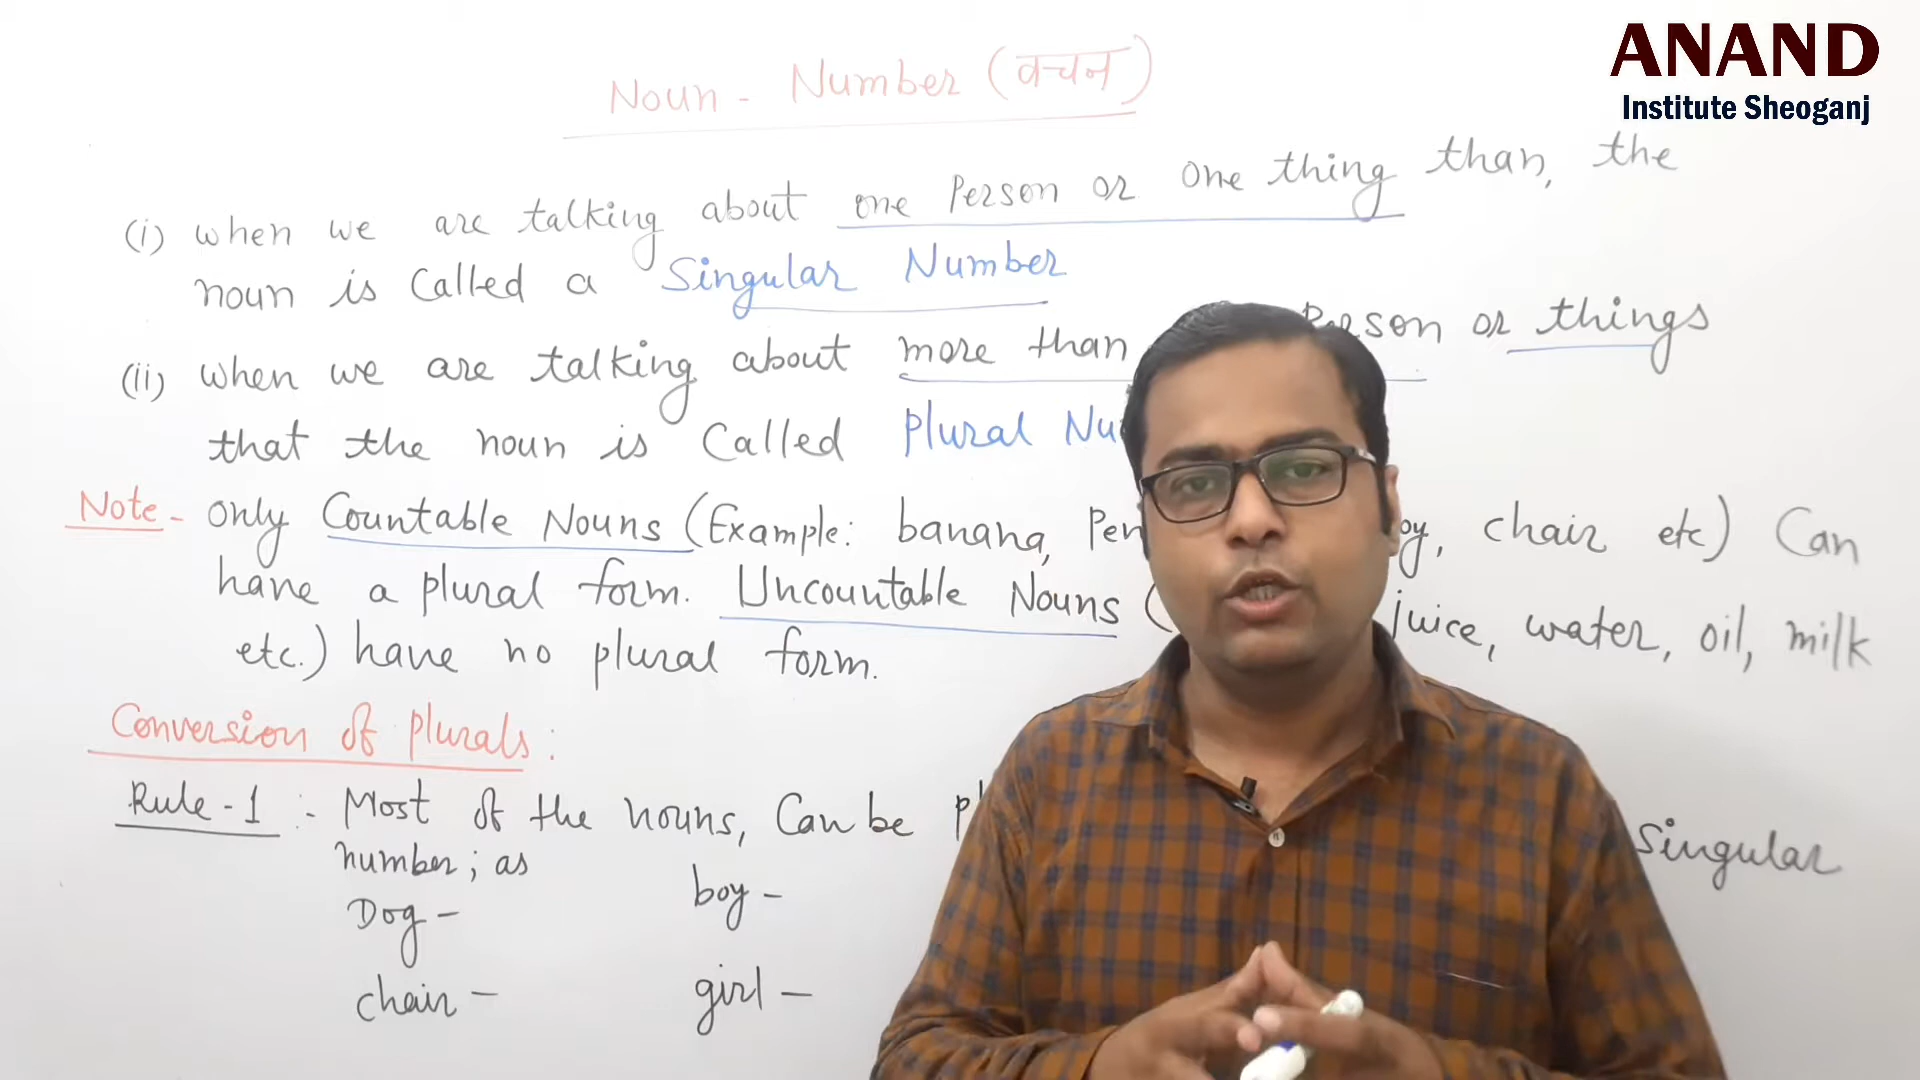 ANAND
Institute Sheoganj
Noun - Number (वचन)
(i) when we are talking about one Person or one thing than, the
noun is Called a Singular Number
(ii) when we are talking about more than Person or things
that the noun is Called Plural
Note - only Countable Nouns (Example: banana, chair etc) Can
have a plural form. Uncountable Nouns ( juice, water, oil, milk
etc.) have no plural form.
Conversion of plurals:
Rule-1 :- Most of the nouns, Can be Singular
number; as
Dog - boy -
chair - girl -